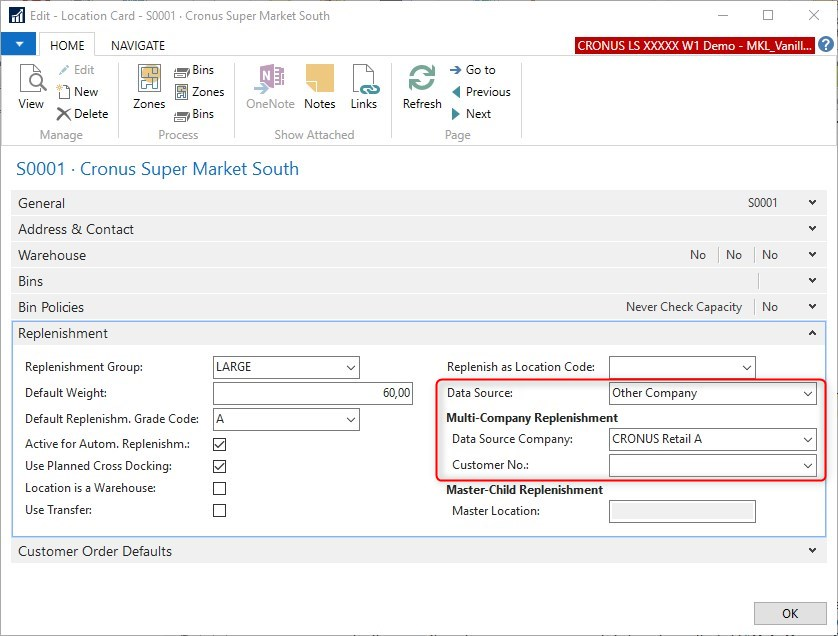 Edit - Location Card - S0001 · Cronus Super Market South
HOME NAVIGATE CRONUS LS XXXXX W1 Demo - MKL_Vanill... ?
View Edit New Delete
Manage
Zones Bins Zones Bins
Process
OneNote Notes Links
Show Attached
Refresh Go to Previous Next
Page
S0001 · Cronus Super Market South
General S0001
Address & Contact
Warehouse No No No
Bins
Bin Policies Never Check Capacity No
Replenishment
Replenishment Group: LARGE
Default Weight: 60,00
Default Replenishm. Grade Code: A
Active for Autom. Replenishm.:
Use Planned Cross Docking:
Location is a Warehouse:
Use Transfer:
Replenish as Location Code:
Data Source: Other Company
Multi-Company Replenishment
Data Source Company: CRONUS Retail A
Customer No.:
Master-Child Replenishment
Master Location:
Customer Order Defaults
OK